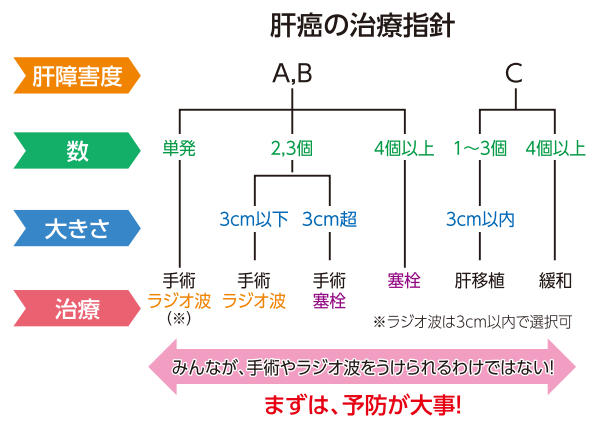 肝癌の治療指針
肝障害度 A,B C
数 単発 2,3個 4個以上 1〜3個 4個以上
大きさ 3cm以下 3cm超 3cm以内
治療 手術 手術 手術 塞栓 肝移植 緩和
ラジオ波 ラジオ波 塞栓
(※)
※ラジオ波は3cm以内で選択可
みんなが、手術やラジオ波をうけられるわけではない!
まずは、予防が大事!